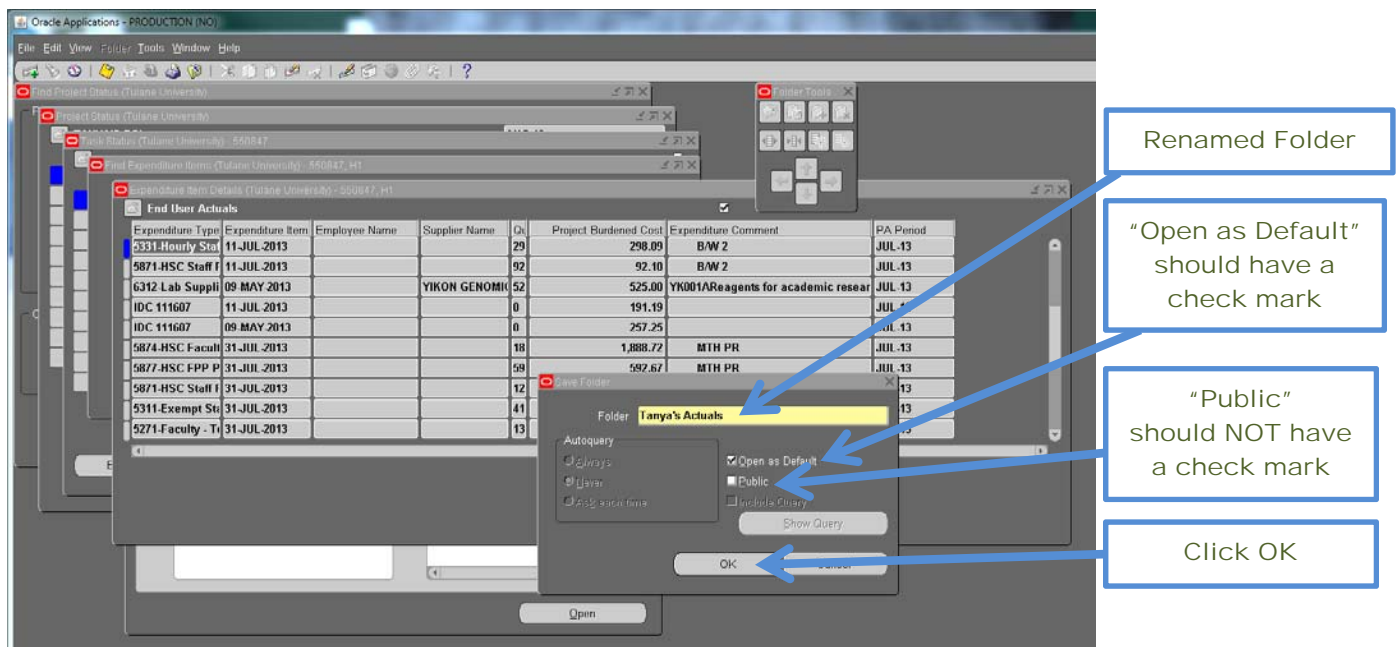 Oracle Applications - PRODUCTION (NO)
File Edit View Folder Tools Window Help
Find Project Status (Tulane University)
Project Status (Tulane University)
Task Status (Tulane University) - 550847
Find Expenditure Items (Tulane University) - 550847, H1
Expenditure Item Details (Tulane University) - 550847, H1
Folder Tools
End User Actuals
Expenditure Type Expenditure Item Employee Name Supplier Name Project Burdened Cost Expenditure Comment PA Period
5331-Hourly Staf 11-JUL-2013 29 298.09 B/W 2 JUL-13
5871-HSC Staff F 11-JUL-2013 92 92.10 B/W 2 JUL-13
6312-Lab Suppli 09-MAY-2013 YIKON GENOMIC 52 525.00 YK001AReagents for academic resear JUL-13
IDC 111607 11-JUL-2013 0 191.19
IDC 111607 09-MAY-2013 0 257.25 JUL-13
5874-HSC Facult 31-JUL-2013 18 1,888.72 MTH PR JUL-13
5877-HSC FPP P 31-JUL-2013 59 592.67 MTH PR JUL-13
5871-HSC Staff F 31-JUL-2013 12 13
5311-Exempt Sta 31-JUL-2013 41 13
5271-Faculty - Te 31-JUL-2013 13
Save Folder
Folder Tanya's Actuals
Autoquery
Always
Never
Ask each time
Open as Default
Public
Include Query
Show Query
OK
Open
Renamed Folder
“Open as Default”
should have a
check mark
“Public”
should NOT have
a check mark
Click OK